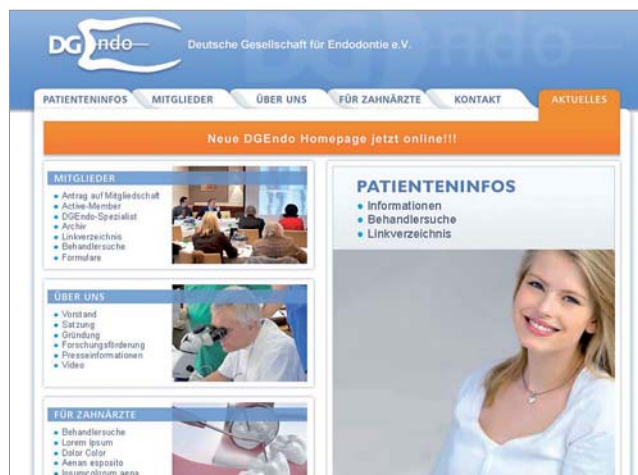 DGEndo
Deutsche Gesellschaft für Endodontie e.V.
PATIENTENINFOS MITGLIEDER ÜBER UNS FÜR ZAHNÄRZTE KONTAKT AKTUELLES
Neue DGEndo Homepage jetzt online!!!
MITGLIEDER
Antrag auf Mitgliedschaft
Active-Member
DGEndo-Spezialist
Archiv
Linkverzeichnis
Behandlersuche
Formulare
ÜBER UNS
Vorstand
Satzung
Gründung
Forschungsförderung
Presseinformationen
Video
FÜR ZAHNÄRZTE
Behandlersuche
Lorem Ipsum
Dolor Color
Aenan esposito
PATIENTENINFOS
Informationen
Behandlersuche
Linkverzeichnis